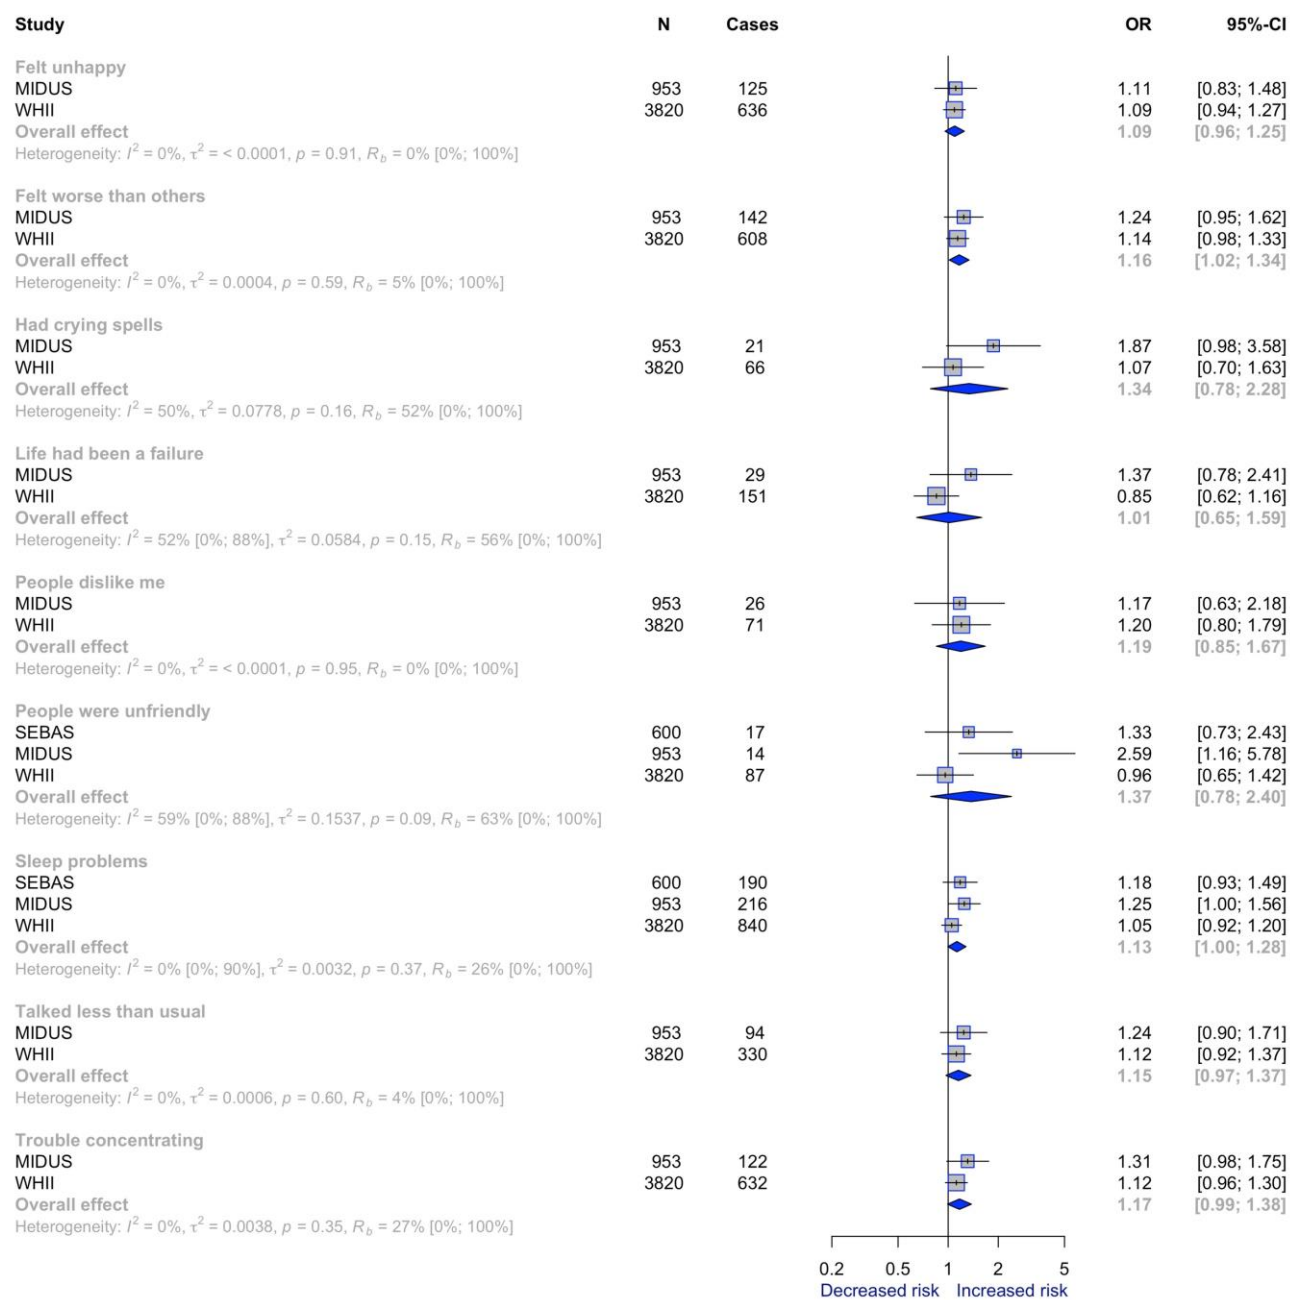 Study N Cases OR 95%-CI
Felt unhappy
MIDUS 953 125 1.11 [0.83; 1.48]
WHII 3820 636 1.09 [0.94; 1.27]
Overall effect 1.09 [0.96; 1.25]
Heterogeneity: I² = 0%, τ² = < 0.0001, p = 0.91, R_b = 0% [0%; 100%]
Felt worse than others
MIDUS 953 142 1.24 [0.95; 1.62]
WHII 3820 608 1.14 [0.98; 1.33]
Overall effect 1.16 [1.02; 1.34]
Heterogeneity: I² = 0%, τ² = 0.0004, p = 0.59, R_b = 5% [0%; 100%]
Had crying spells
MIDUS 953 21 1.87 [0.98; 3.58]
WHII 3820 66 1.07 [0.70; 1.63]
Overall effect 1.34 [0.78; 2.28]
Heterogeneity: I² = 50%, τ² = 0.0778, p = 0.16, R_b = 52% [0%; 100%]
Life had been a failure
MIDUS 953 29 1.37 [0.78; 2.41]
WHII 3820 151 0.85 [0.62; 1.16]
Overall effect 1.01 [0.65; 1.59]
Heterogeneity: I² = 52% [0%; 88%], τ² = 0.0584, p = 0.15, R_b = 56% [0%; 100%]
People dislike me
MIDUS 953 26 1.17 [0.63; 2.18]
WHII 3820 71 1.20 [0.80; 1.79]
Overall effect 1.19 [0.85; 1.67]
Heterogeneity: I² = 0%, τ² = < 0.0001, p = 0.95, R_b = 0% [0%; 100%]
People were unfriendly
SEBAS 600 17 1.33 [0.73; 2.43]
MIDUS 953 14 2.59 [1.16; 5.78]
WHII 3820 87 0.96 [0.65; 1.42]
Overall effect 1.37 [0.78; 2.40]
Heterogeneity: I² = 59% [0%; 88%], τ² = 0.1537, p = 0.09, R_b = 63% [0%; 100%]
Sleep problems
SEBAS 600 190 1.18 [0.93; 1.49]
MIDUS 953 216 1.25 [1.00; 1.56]
WHII 3820 840 1.05 [0.92; 1.20]
Overall effect 1.13 [1.00; 1.28]
Heterogeneity: I² = 0% [0%; 90%], τ² = 0.0032, p = 0.37, R_b = 26% [0%; 100%]
Talked less than usual
MIDUS 953 94 1.24 [0.90; 1.71]
WHII 3820 330 1.12 [0.92; 1.37]
Overall effect 1.15 [0.97; 1.37]
Heterogeneity: I² = 0%, τ² = 0.0006, p = 0.60, R_b = 4% [0%; 100%]
Trouble concentrating
MIDUS 953 122 1.31 [0.98; 1.75]
WHII 3820 632 1.12 [0.96; 1.30]
Overall effect 1.17 [0.99; 1.38]
Heterogeneity: I² = 0%, τ² = 0.0038, p = 0.35, R_b = 27% [0%; 100%]
0.2 0.5 1 2 5
Decreased risk Increased risk